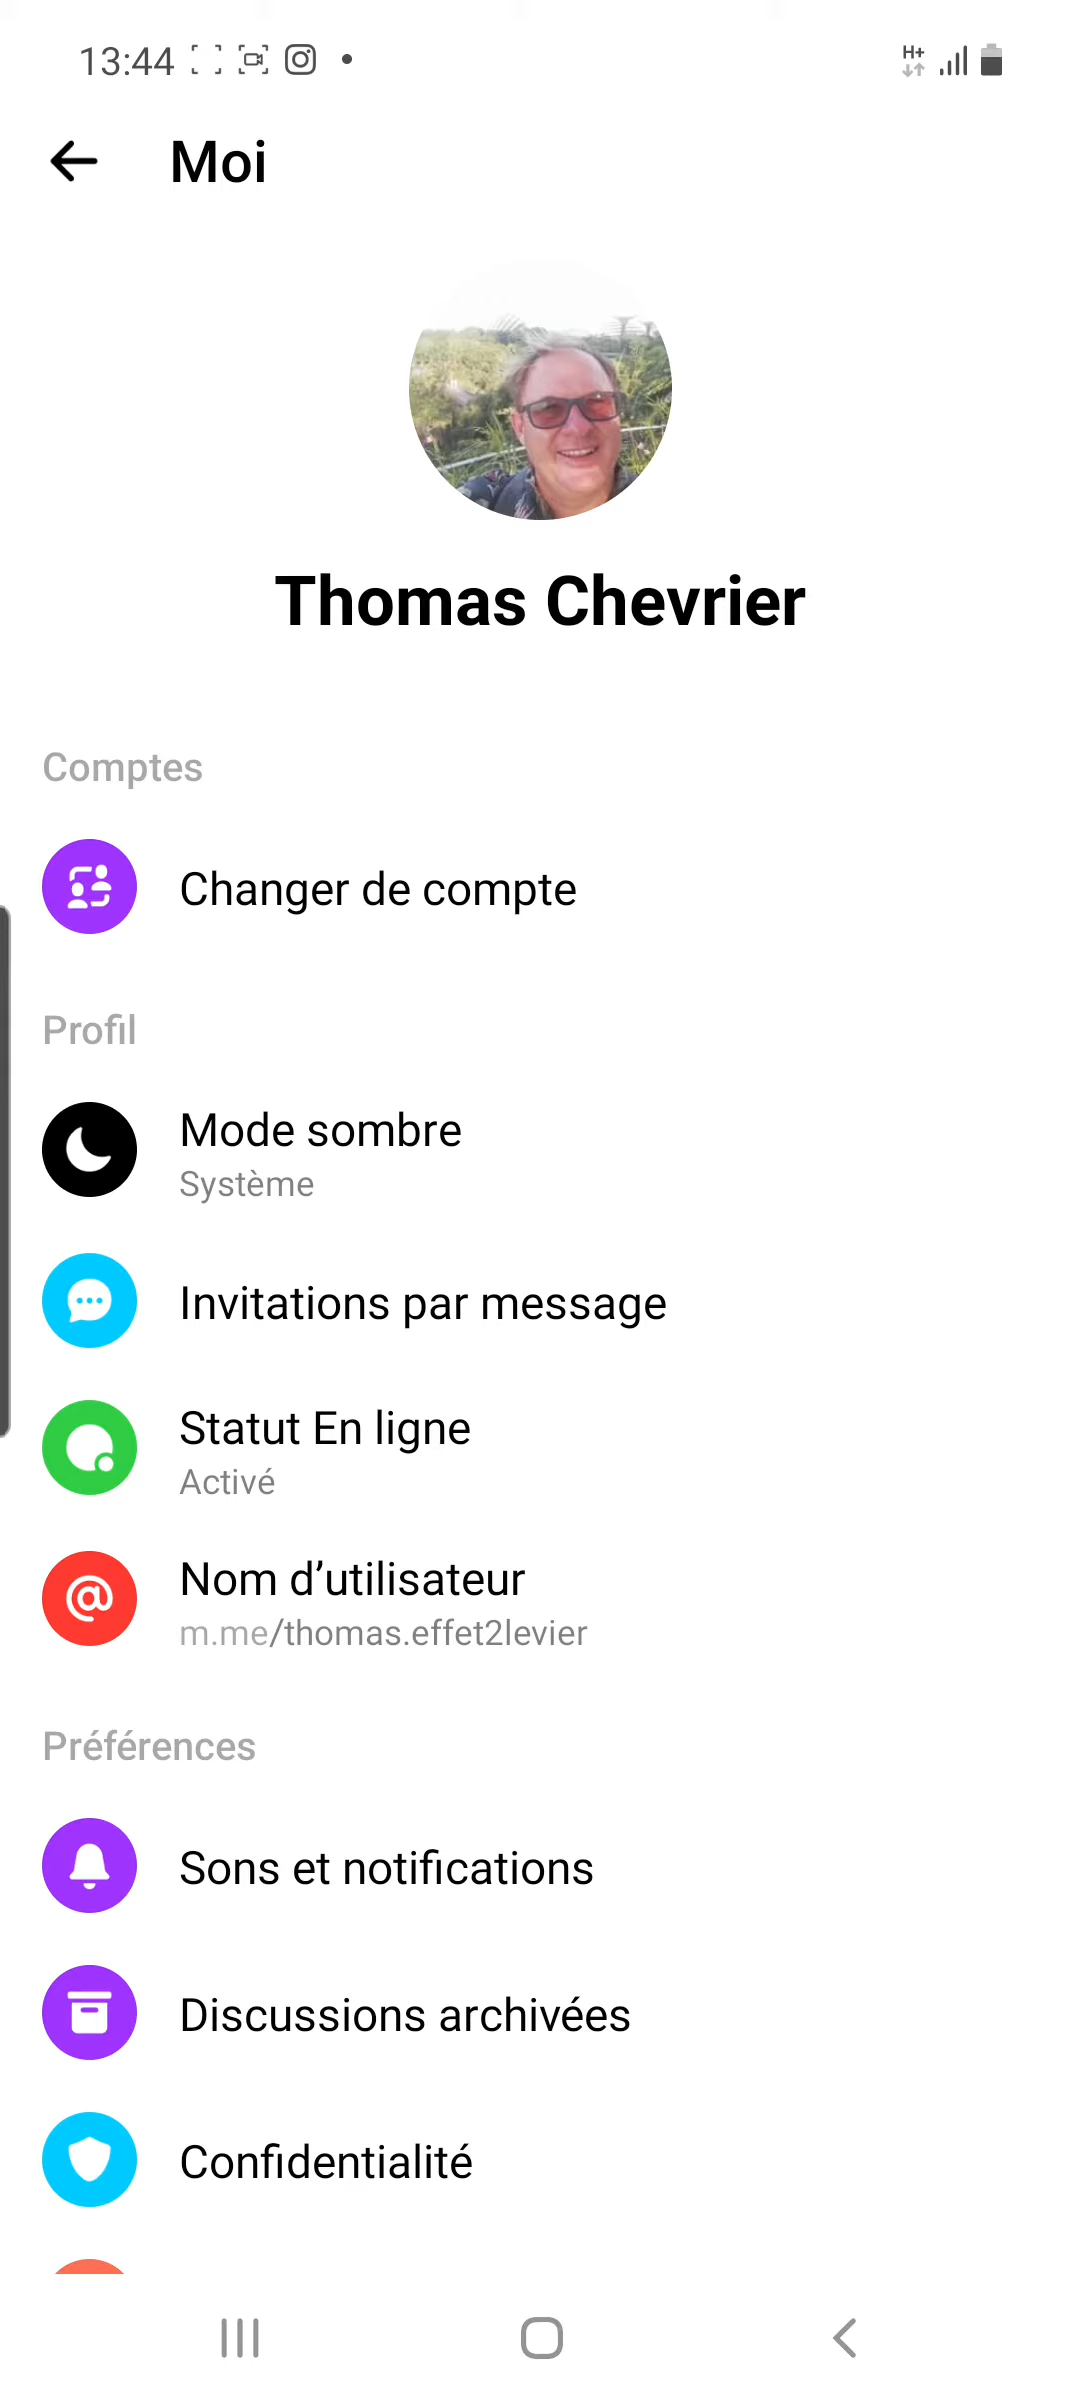 13:44
H+
Moi
Thomas Chevrier
Comptes
Changer de compte
Profil
Mode sombre
Système
Invitations par message
Statut En ligne
Activé
Nom d’utilisateur
m.me/thomas.effet2levier
Préférences
Sons et notifications
Discussions archivées
Confidentialité